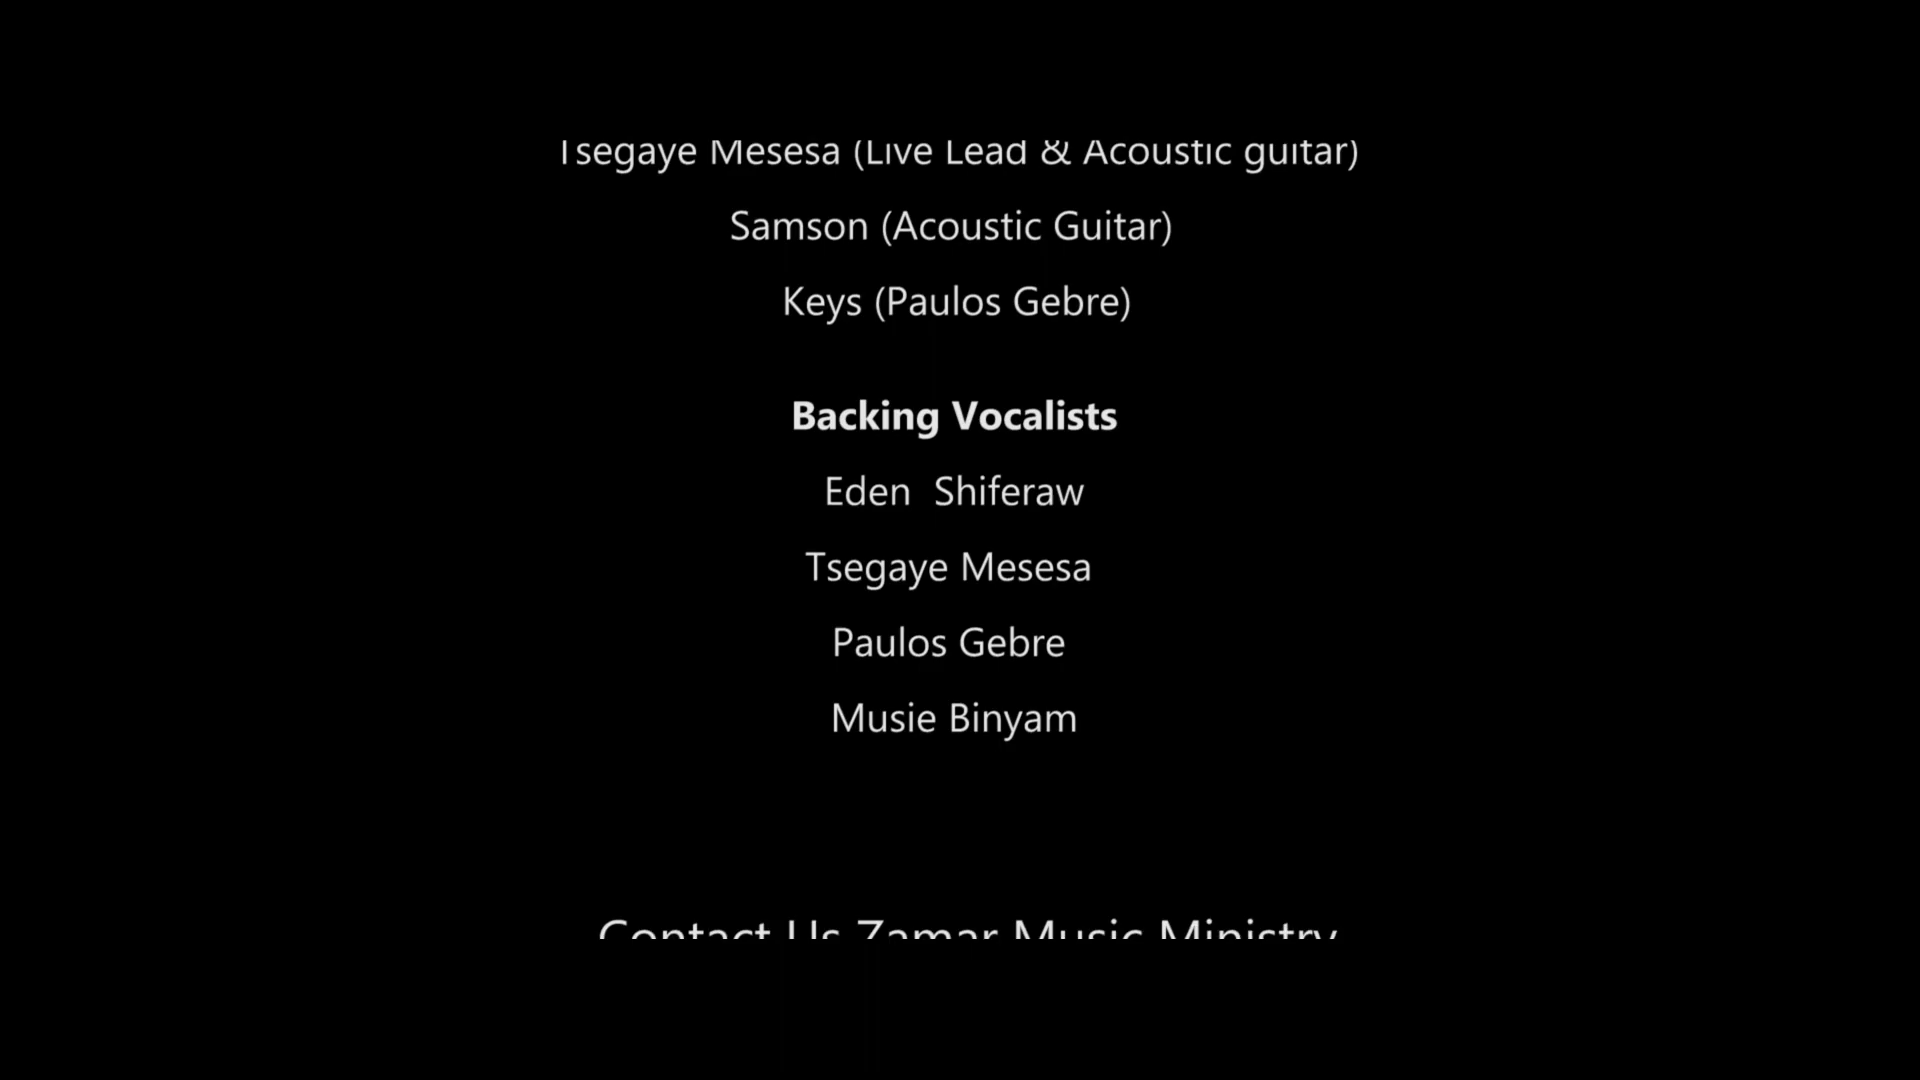 Tsegaye Mesesa (Live Lead & Acoustic guitar)
Samson (Acoustic Guitar)
Keys (Paulos Gebre)
Backing Vocalists
Eden  Shiferaw
Tsegaye Mesesa
Paulos Gebre
Musie Binyam
Contact Us Zamar Music Ministry